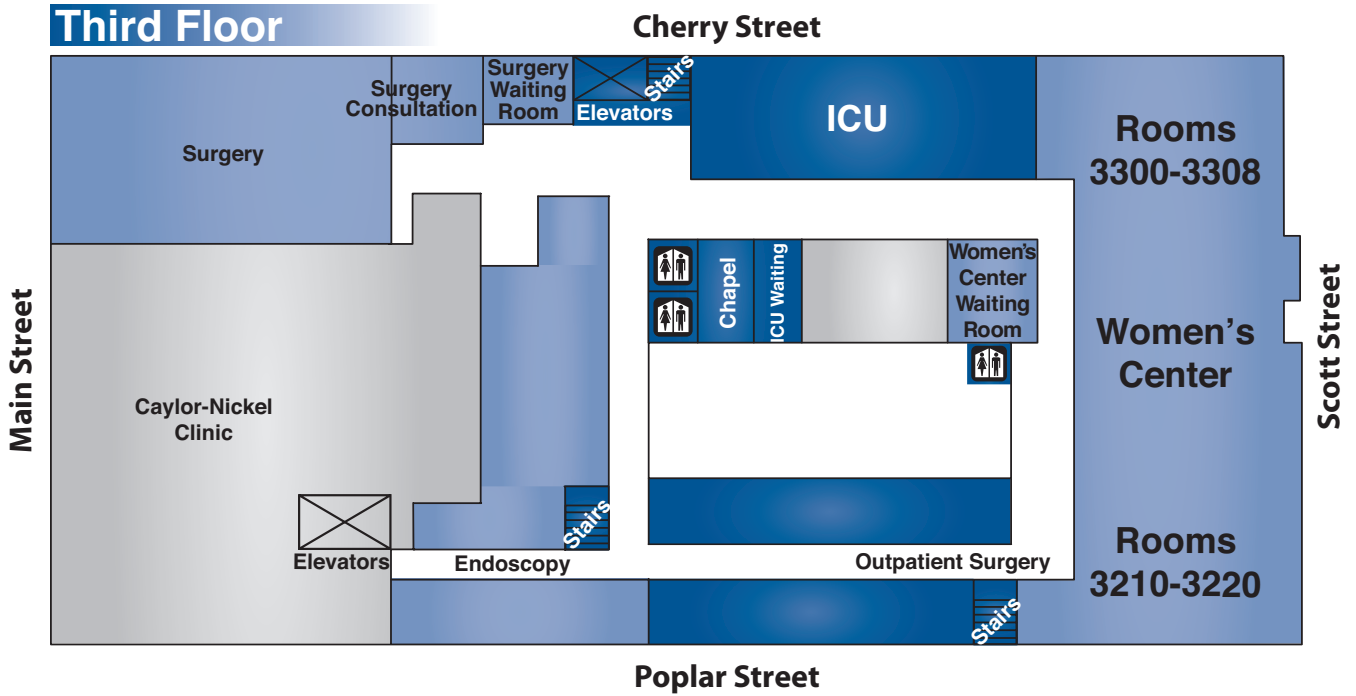 Third Floor
Cherry Street
Surgery
Surgery
Consultation
Surgery
Waiting
Room
Elevators
Stairs
ICU
Rooms
3300-3308
Chapel
ICU Waiting
Women's
Center
Waiting
Room
Main Street
Women's
Center
Scott Street
Caylor-Nickel
Clinic
Elevators
Stairs
Endoscopy
Outpatient Surgery
Rooms
3210-3220
Stairs
Poplar Street